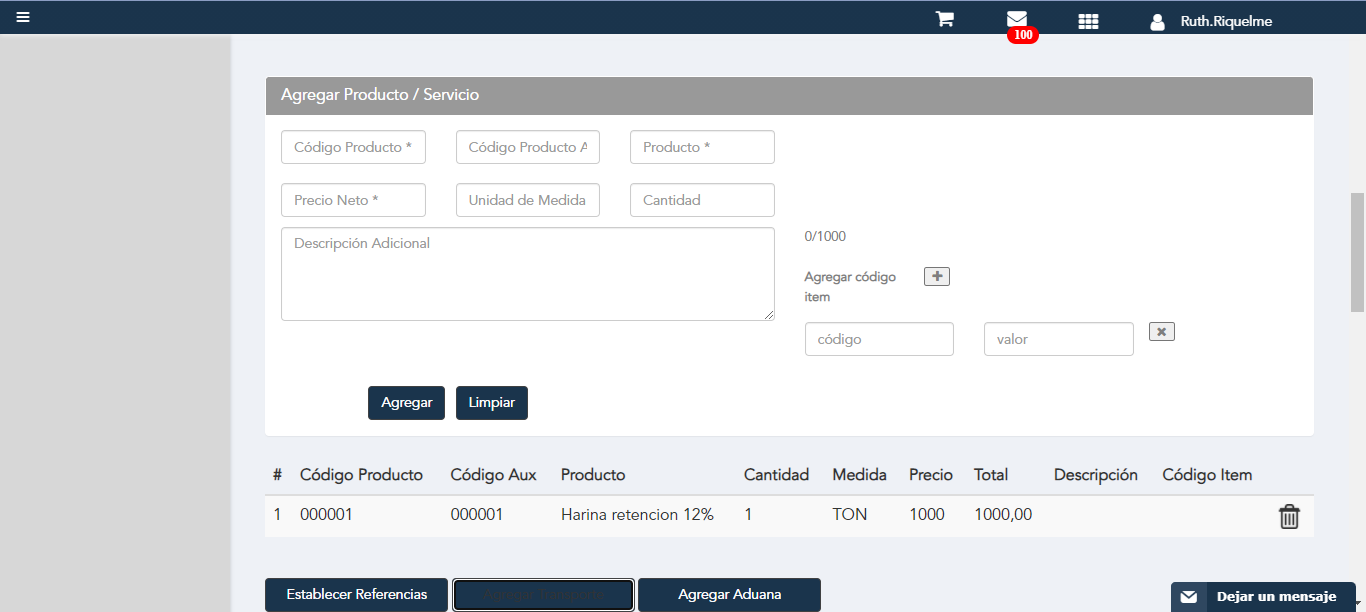 Ruth.Riquelme
100
Agregar Producto / Servicio
Código Producto *
Código Producto A
Producto *
Precio Neto *
Unidad de Medida
Cantidad
Descripción Adicional
0/1000
Agregar código
item
código
valor
Agregar
Limpiar
# Código Producto Código Aux Producto Cantidad Medida Precio Total Descripción Código Item
1 000001 000001 Harina retencion 12% 1 TON 1000 1000,00
Establecer Referencias
Agregar Aduana
Dejar un mensaje